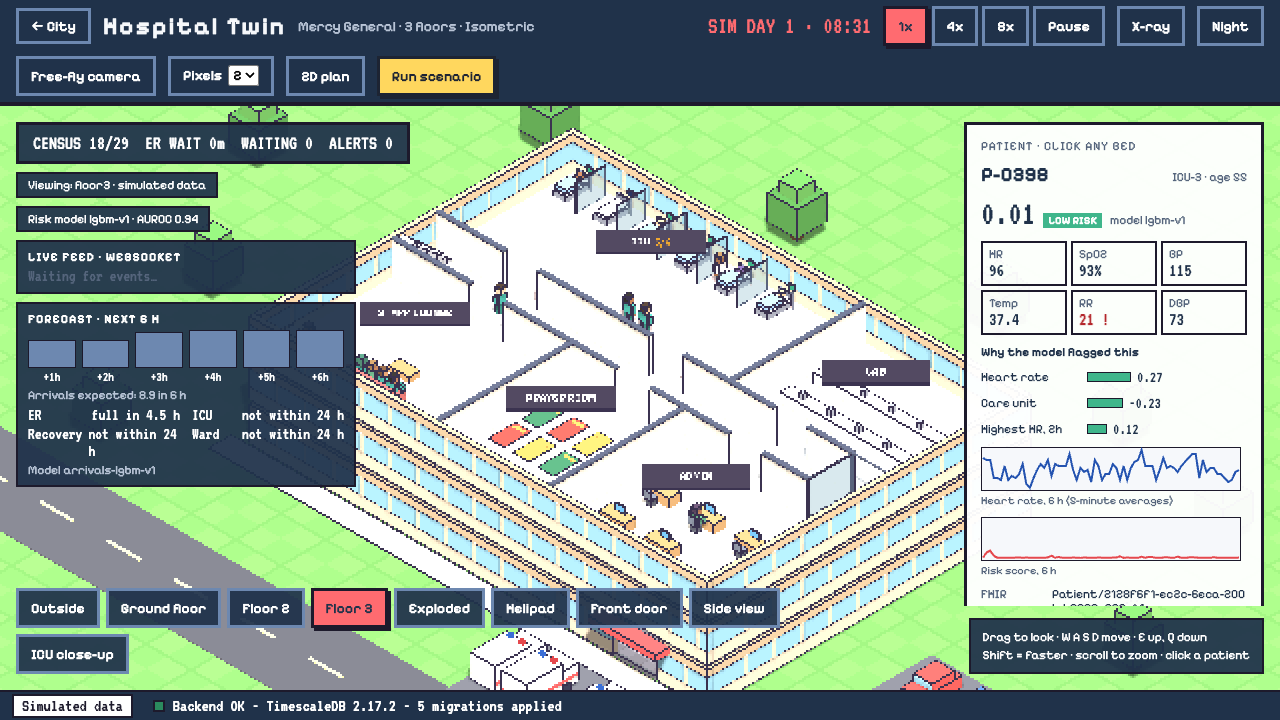 ← City
Hospital Twin
Mercy General · 3 floors · Isometric
SIM DAY 1 · 08:31
1x
4x
8x
Pause
X-ray
Night
Free-fly camera
Pixels 2
2D plan
Run scenario
CENSUS 18/29 ER WAIT 0m WAITING 0 ALERTS 0
Viewing: floor3 · simulated data
Risk model lgbm-v1 · AUROC 0.94
LIVE FEED · WEBSOCKET
Waiting for events…
FORECAST · NEXT 6 H
+1h +2h +3h +4h +5h +6h
Arrivals expected: 8.9 in 6 h
ER full in 4.5 h ICU not within 24 h
Recovery not within 24 h Ward not within 24 h
Model arrivals-lgbm-v1
ICU 5/6
LAB
ADMIN
PATIENT · CLICK ANY BED
P-0398
ICU-3 · age 55
0.01 LOW RISK model lgbm-v1
HR
96
SpO2
93%
BP
115
Temp
37.4
RR
21 !
DBP
73
Why the model flagged this
Heart rate 0.27
Care unit -0.23
Highest HR, 2h 0.12
Heart rate, 6 h (5-minute averages)
Risk score, 6 h
FHIR
Outside
Ground floor
Floor 2
Floor 3
Exploded
Helipad
Front door
Side view
ICU close-up
Drag to look · W A S D move · E up, Q down
Shift = faster · scroll to zoom · click a patient
Simulated data
Backend OK - TimescaleDB 2.17.2 - 5 migrations applied